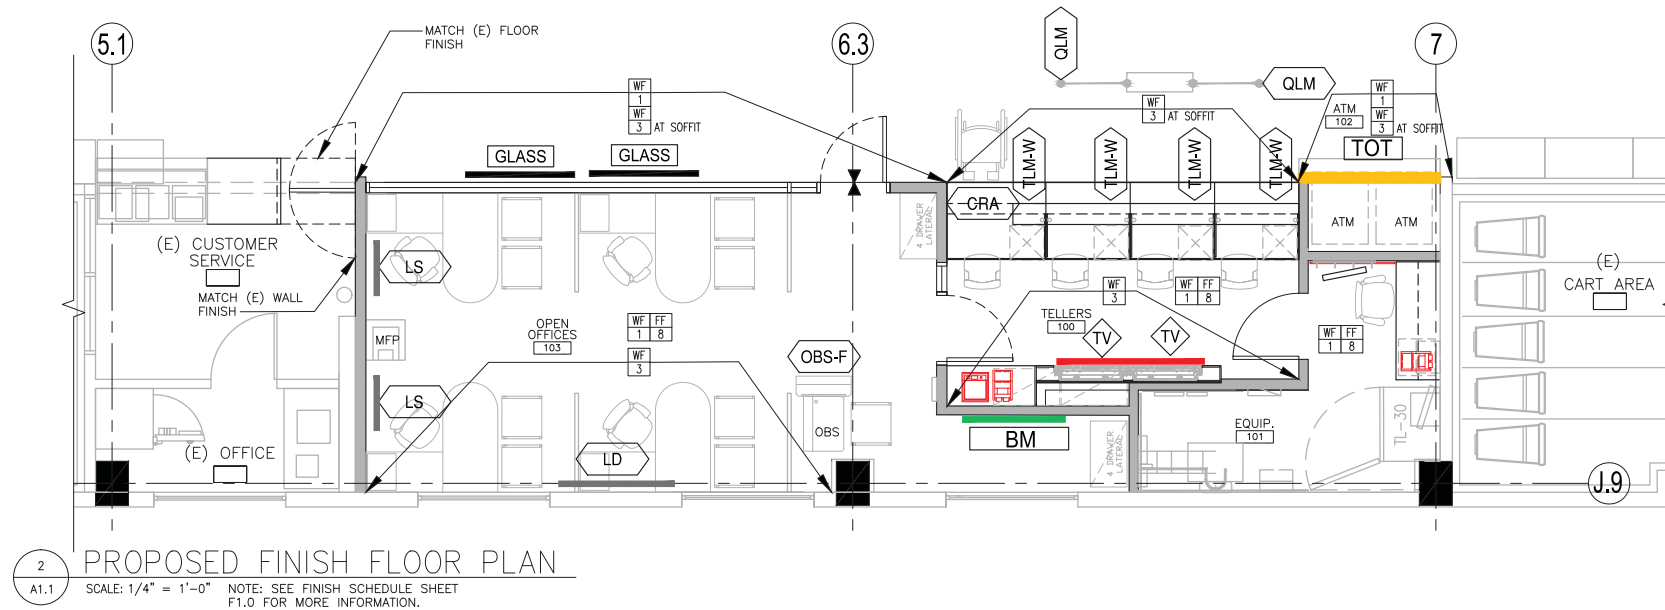 5.1
MATCH (E) FLOOR
FINISH
6.3
QLM
QLM
7
WF
1
WF
3 AT SOFFIT
WF
3
ATM
102
WF
1
WF
3 AT SOFFIT
GLASS
GLASS
TOT
TLM-W
TLM-W
TLM-W
TLM-W
CRA
4 DRAWER
LATERAL
ATM
ATM
(E) CUSTOMER
SERVICE
LS
(E)
CART AREA
MATCH (E) WALL
FINISH
MFP
OPEN
OFFICES
103
WF FF
1 8
WF
3
WF
3
WF FF
1 8
TELLERS
100
TV
TV
WF FF
1 8
OBS-F
LS
OBS
BM
(E) OFFICE
LD
4 DRAWER
LATERAL
EQUIP.
101
TL-30
J.9
2
A1.1
PROPOSED FINISH FLOOR PLAN
SCALE: 1/4" = 1'-0" NOTE: SEE FINISH SCHEDULE SHEET
F1.0 FOR MORE INFORMATION.